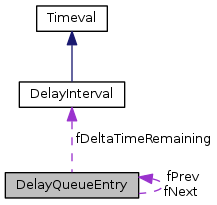 Timeval
DelayInterval
fDeltaTimeRemaining
DelayQueueEntry
fPrev
fNext